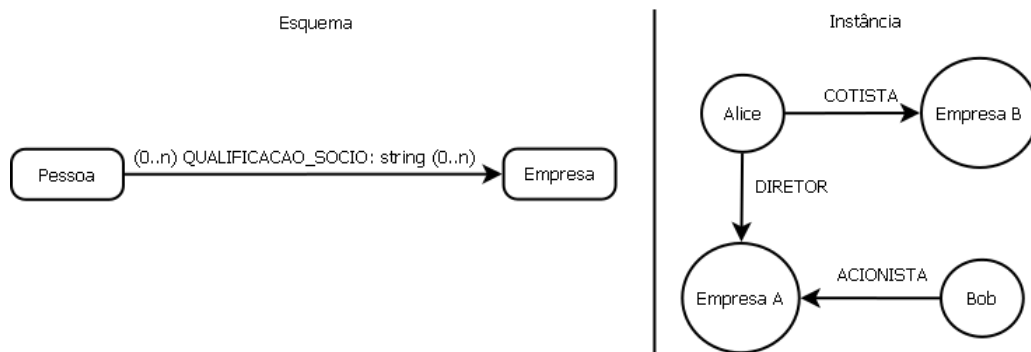 Esquema
Instância
Pessoa
(0..n) QUALIFICACAO_SOCIO: string (0..n)
Empresa
Alice
COTISTA
Empresa B
DIRETOR
Empresa A
ACIONISTA
Bob